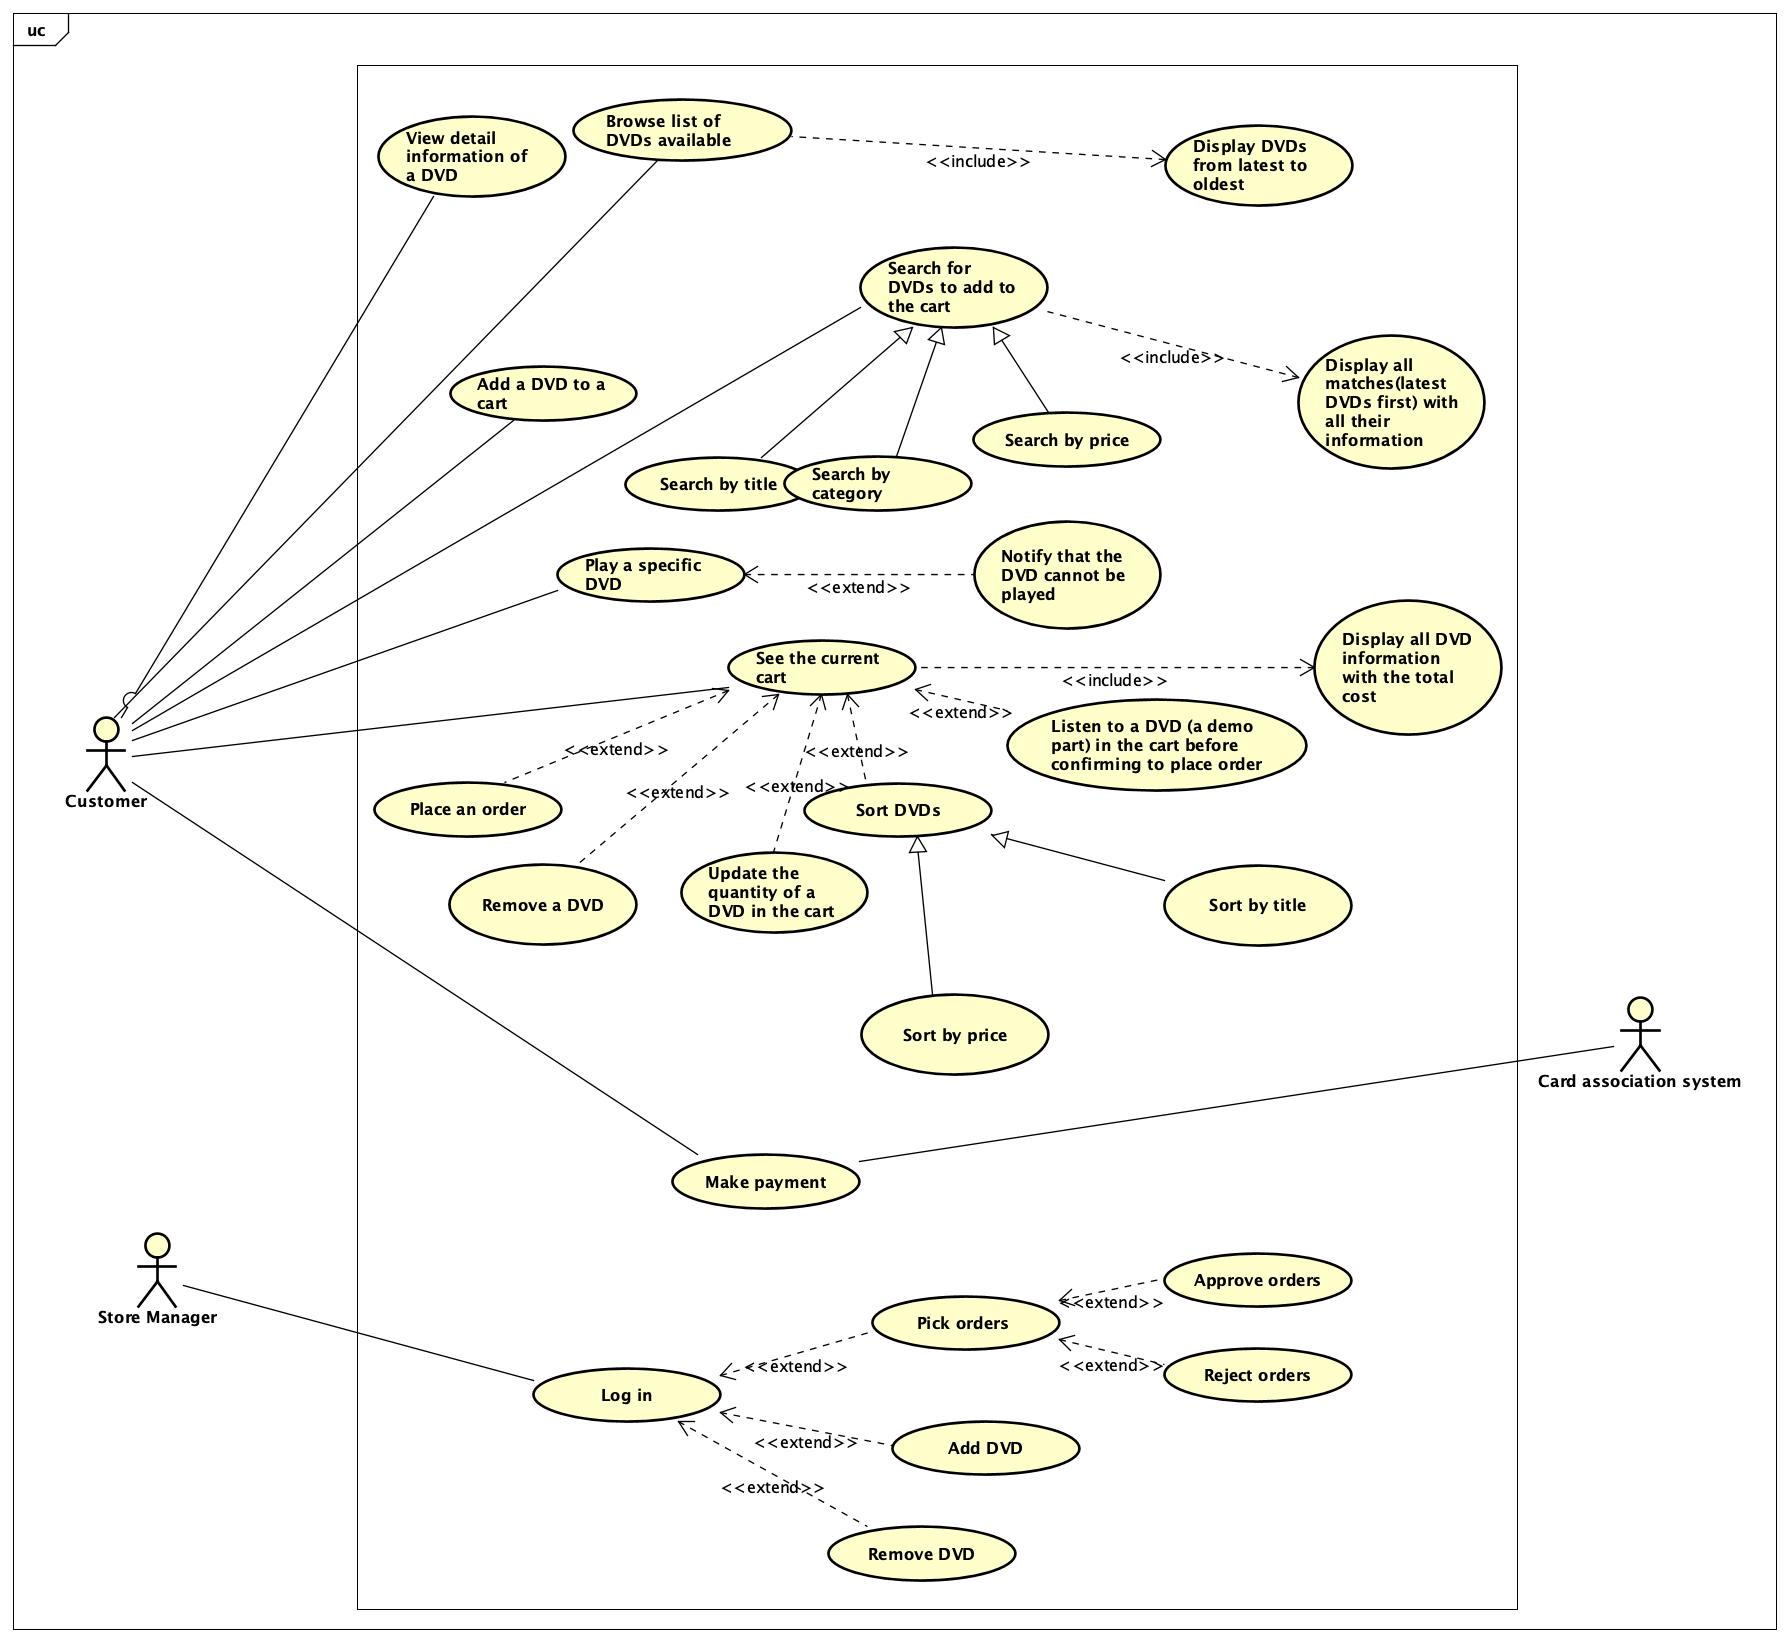 uc
View detail
information of
a DVD
Browse list of
DVDs available
<<include>>
Display DVDs
from latest to
oldest
Search for
DVDs to add to
the cart
<<include>>
Display all
matches(latest
DVDs first) with
all their
information
Add a DVD to a
cart
Search by price
Search by title
Search by
category
Play a specific
DVD
<<extend>>
Notify that the
DVD cannot be
played
See the current
cart
<<include>>
Display all DVD
information
with the total
cost
<<extend>>
Listen to a DVD (a demo
part) in the cart before
confirming to place order
<<extend>>
<<extend>>
<<extend>>
<<extend>>
Customer
Place an order
Sort DVDs
Remove a DVD
Update the
quantity of a
DVD in the cart
Sort by title
Sort by price
Card association system
Make payment
Store Manager
Approve orders
<<extend>>
Pick orders
<<extend>>
<<extend>>
Reject orders
Log in
<<extend>>
Add DVD
<<extend>>
Remove DVD